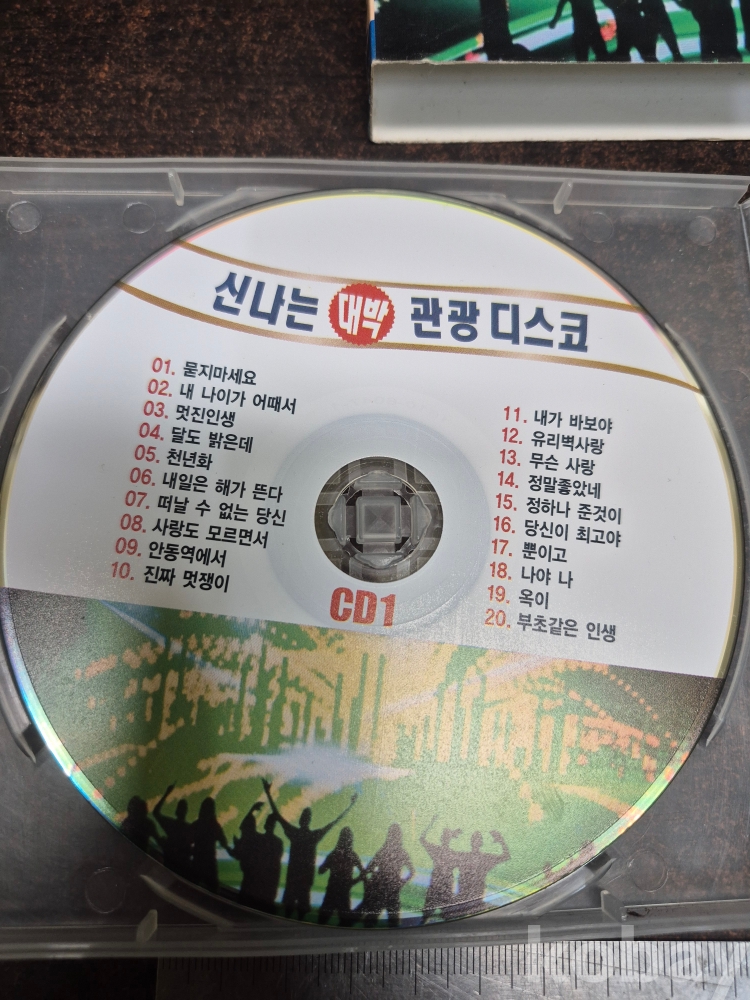 신나는 대박 관광 디스코
01. 묻지마세요
02. 내 나이가 어때서
03. 멋진인생
04. 달도 밝은데
05. 천년화
06. 내일은 해가 뜬다
07. 떠날 수 없는 당신
08. 사랑도 모르면서
09. 안동역에서
10. 진짜 멋쟁이
11. 내가 바보야
12. 유리벽사랑
13. 무슨 사랑
14. 정말좋았네
15. 정하나 준것이
16. 당신이 최고야
17. 뿐이고
18. 나야 나
19. 옥이
20. 부초같은 인생
CD1
kobay